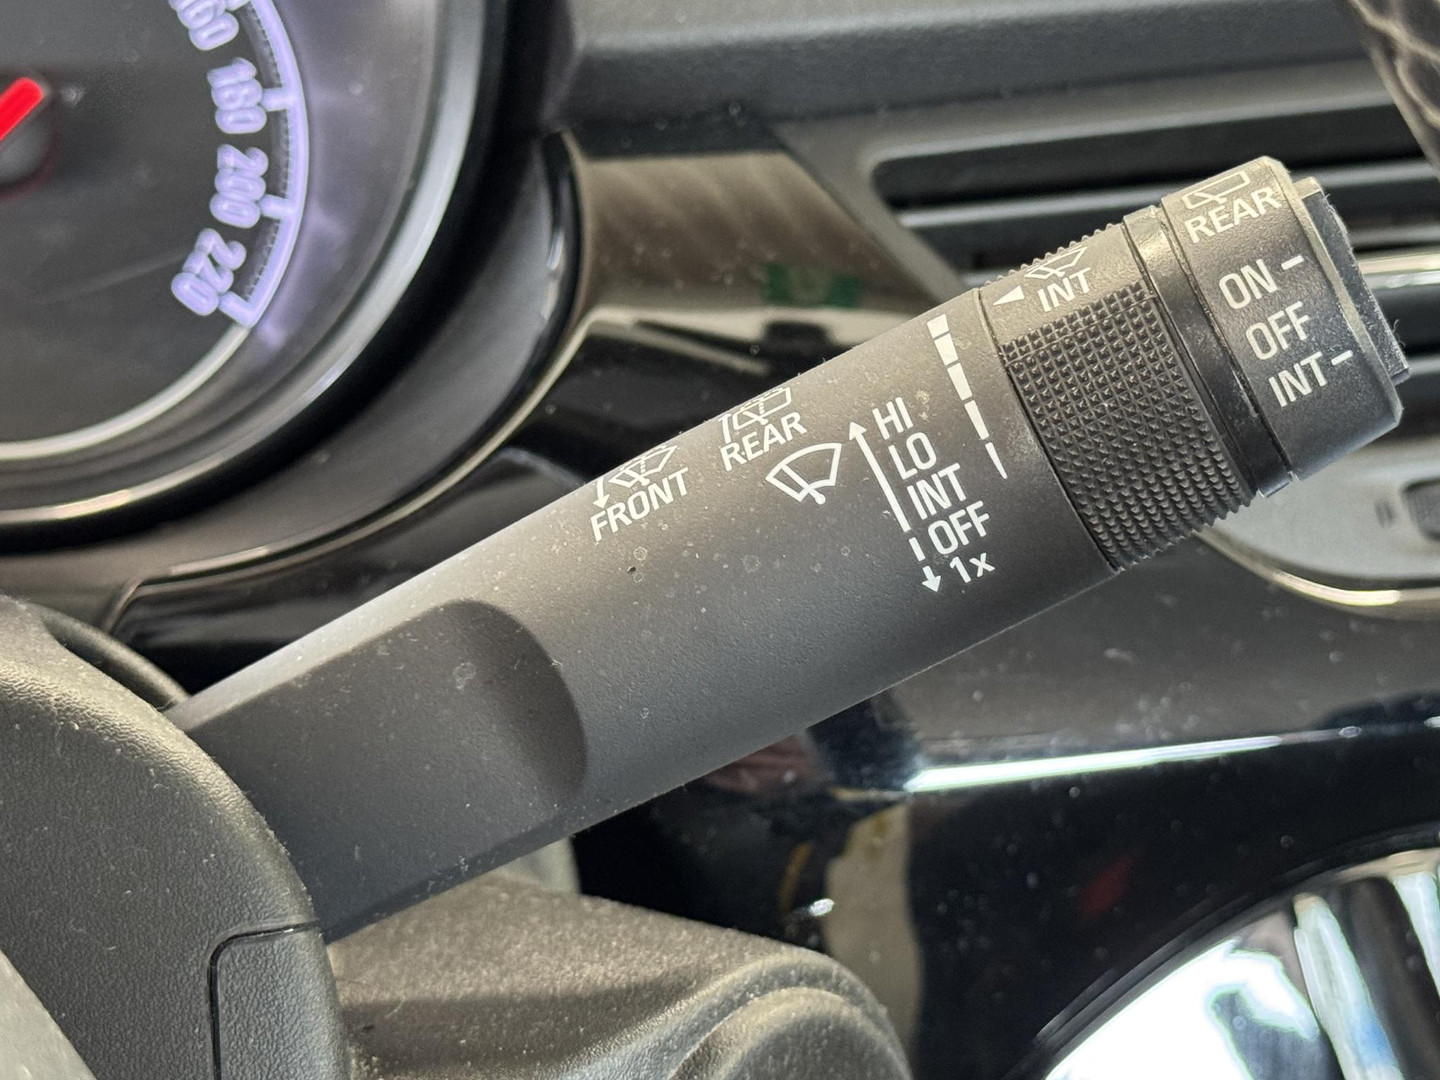 160
180
200
220
REAR
ON
OFF
INT
INT
REAR
FRONT
HI
LO
INT
OFF
1x